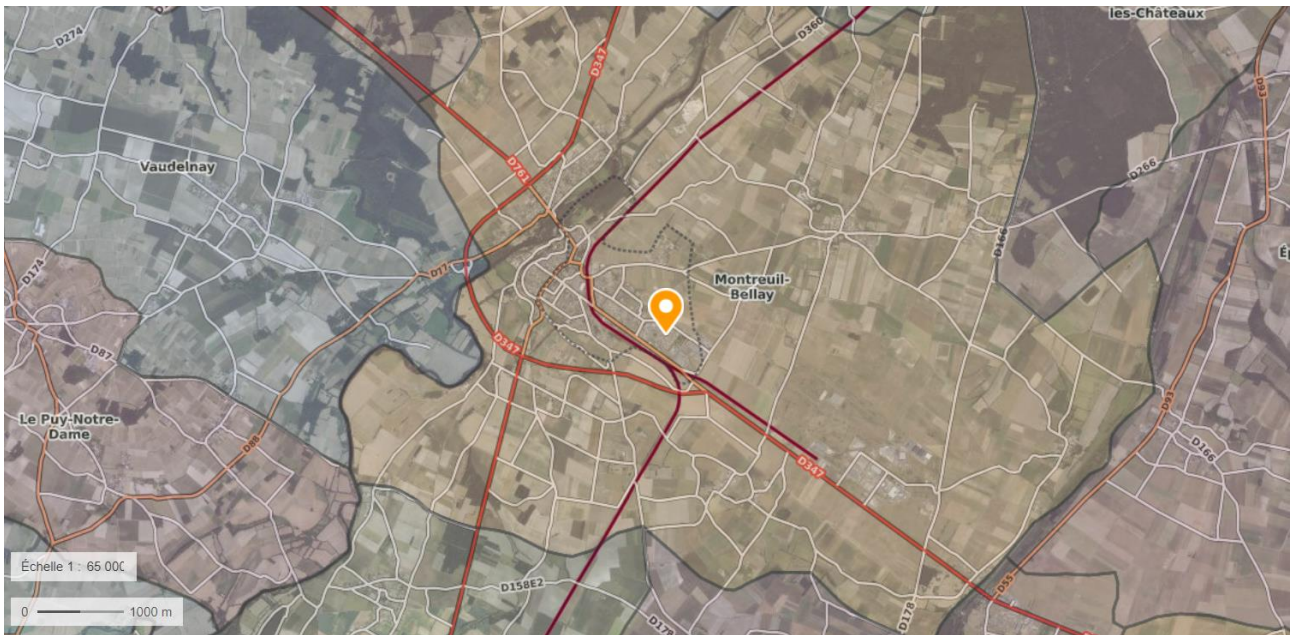 les-Châteaux
D274
D347
D360
D93
Vaudelnay
D761
D266
D166
D77
D174
Montreuil-
Bellay
D347
D87
Le Puy-Notre-
Dame
D88
D93
D166
D347
Échelle 1 : 65 000
D158E2
D55
D178
0
1000 m